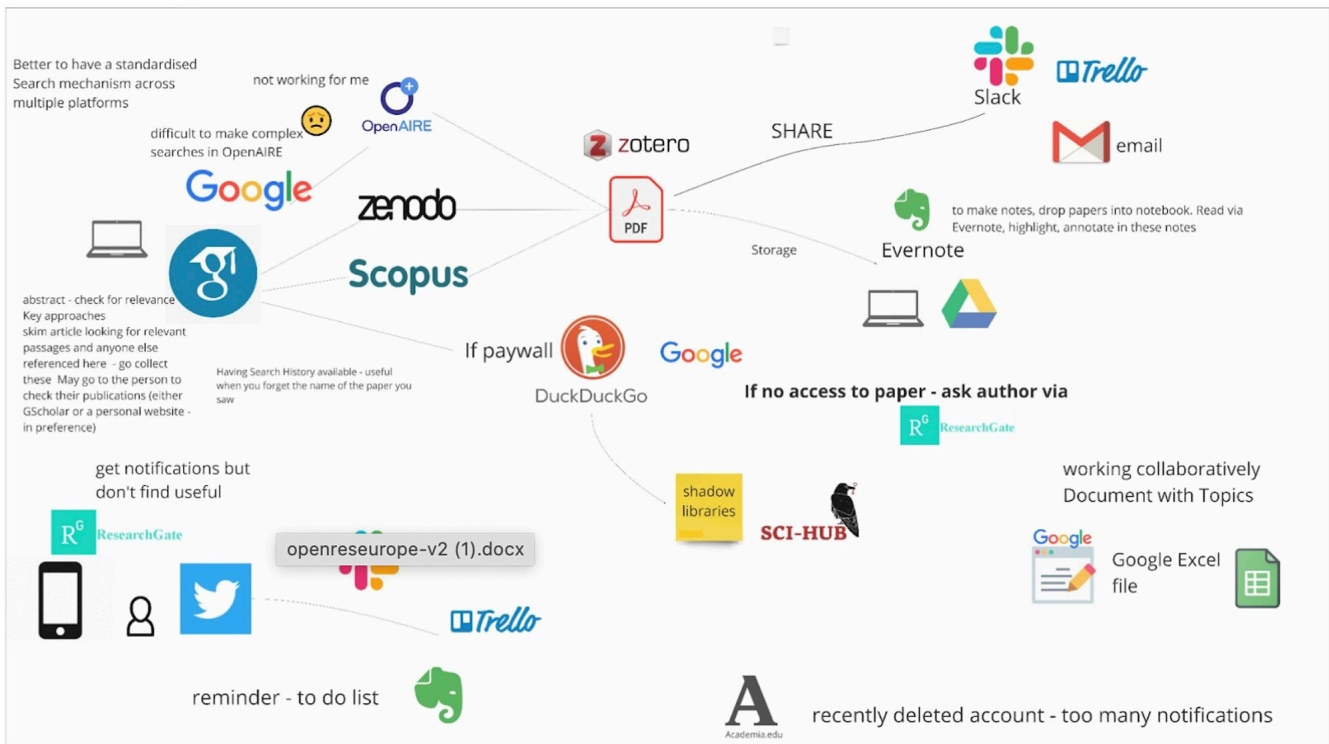 Better to have a standardised
Search mechanism across
multiple platforms
not working for me
OpenAIRE
difficult to make complex
searches in OpenAIRE
Google
zenodo
Scopus
zotero
PDF
SHARE
Slack
Trello
email
Storage
Evernote
to make notes, drop papers into notebook. Read via
Evernote, highlight, annotate in these notes
g
abstract - check for relevance
Key approaches
skim article looking for relevant
passages and anyone else
referenced here - go collect
these May go to the person to
check their publications (either
GScholar or a personal website -
in preference)
Having Search History available - useful
when you forget the name of the paper you
saw
If paywall
DuckDuckGo
Google
If no access to paper - ask author via
RG ResearchGate
get notifications but
don't find useful
RG ResearchGate
openreseurope-v2 (1).docx
shadow
libraries
SCI-HUB
working collaboratively
Document with Topics
Google
Google Excel
file
Trello
reminder - to do list
A
Academia.edu
recently deleted account - too many notifications